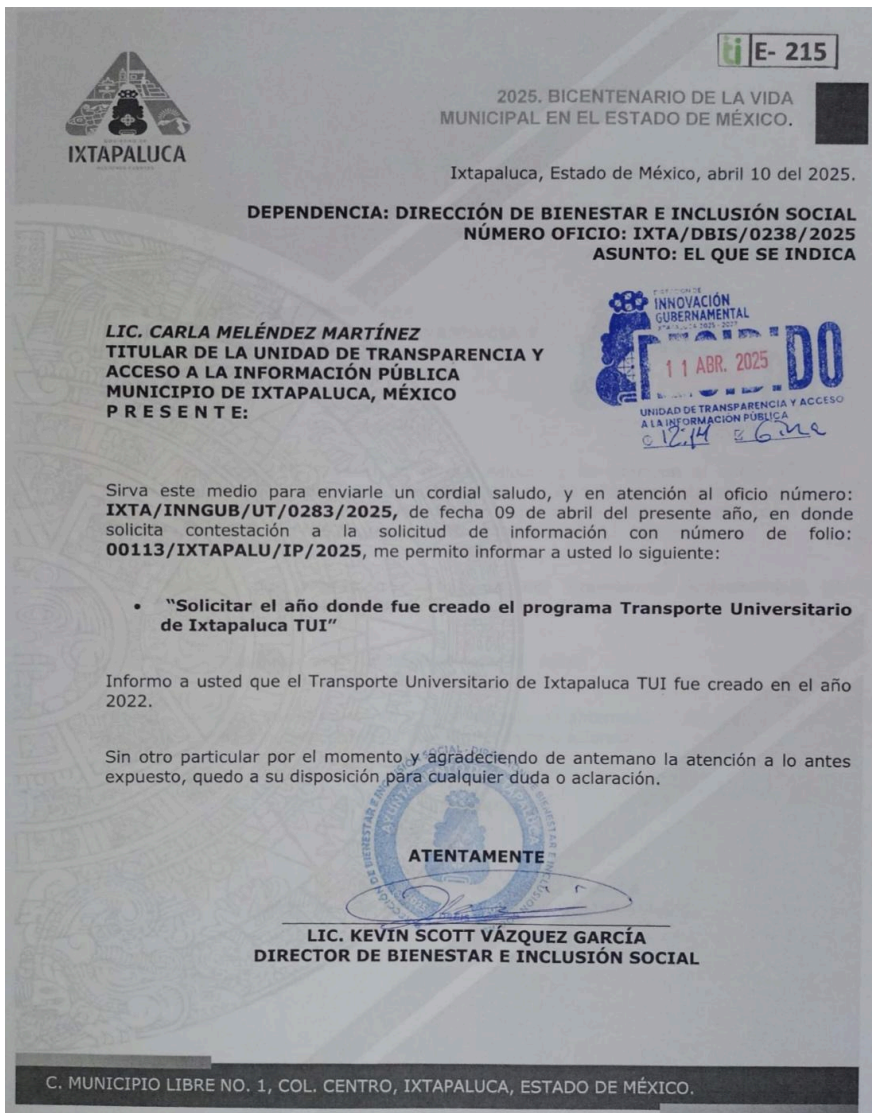 ti E- 215
2025. BICENTENARIO DE LA VIDA
MUNICIPAL EN EL ESTADO DE MÉXICO.
IXTAPALUCA
Ixtapaluca, Estado de México, abril 10 del 2025.
DEPENDENCIA: DIRECCIÓN DE BIENESTAR E INCLUSIÓN SOCIAL
NÚMERO OFICIO: IXTA/DBIS/0238/2025
ASUNTO: EL QUE SE INDICA
INNOVACIÓN
GUBERNAMENTAL
RECIBIDO
11 ABR. 2025
UNIDAD DE TRANSPARENCIA Y ACCESO
A LA INFORMACIÓN PÚBLICA
12:14
LIC. CARLA MELÉNDEZ MARTÍNEZ
TITULAR DE LA UNIDAD DE TRANSPARENCIA Y
ACCESO A LA INFORMACIÓN PÚBLICA
MUNICIPIO DE IXTAPALUCA, MÉXICO
P R E S E N T E:
Sirva este medio para enviarle un cordial saludo, y en atención al oficio número:
IXTA/INNGUB/UT/0283/2025, de fecha 09 de abril del presente año, en donde
solicita contestación a la solicitud de información con número de folio:
00113/IXTAPALU/IP/2025, me permito informar a usted lo siguiente:
• “Solicitar el año donde fue creado el programa Transporte Universitario
de Ixtapaluca TUI”
Informo a usted que el Transporte Universitario de Ixtapaluca TUI fue creado en el año
2022.
Sin otro particular por el momento y agradeciendo de antemano la atención a lo antes
expuesto, quedo a su disposición para cualquier duda o aclaración.
ATENTAMENTE
LIC. KEVIN SCOTT VÁZQUEZ GARCÍA
DIRECTOR DE BIENESTAR E INCLUSIÓN SOCIAL
C. MUNICIPIO LIBRE NO. 1, COL. CENTRO, IXTAPALUCA, ESTADO DE MÉXICO.